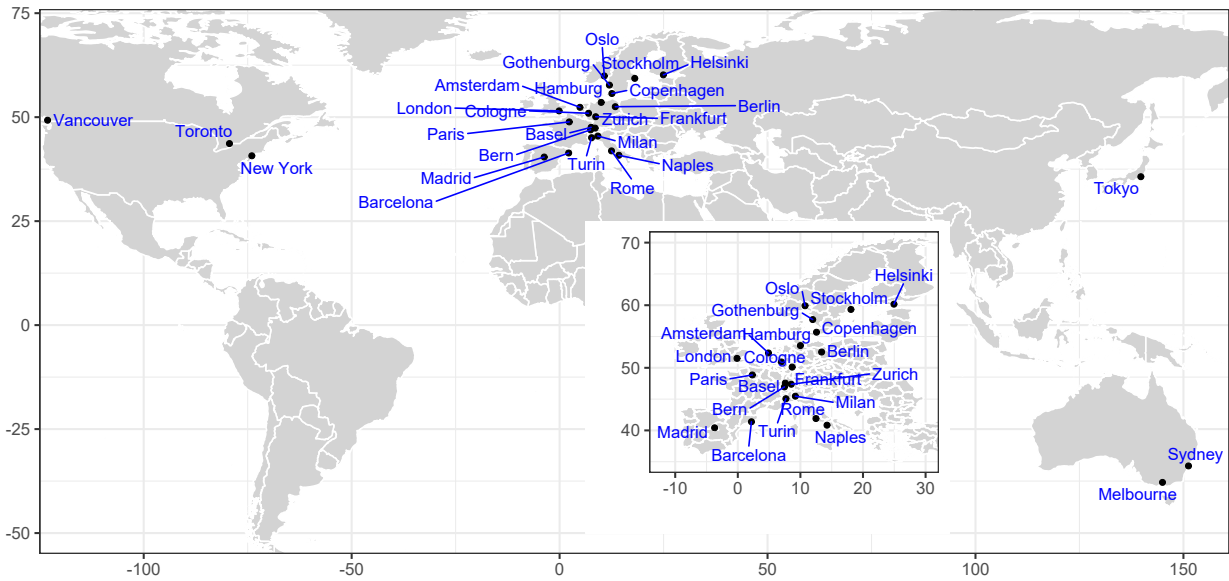 75
Oslo
Gothenburg
Stockholm
Helsinki
Amsterdam
Hamburg
Copenhagen
London
Cologne
Berlin
50
Vancouver
Toronto
Zurich
Frankfurt
Paris
Basel
Milan
Bern
Turin
Naples
New York
Madrid
Rome
Tokyo
Barcelona
25
70
Helsinki
Oslo
Stockholm
60
Gothenburg
Copenhagen
0
Amsterdam
Hamburg
London
Cologne
Berlin
50
Paris
Basel
Frankfurt
Zurich
Bern
Rome
Milan
Madrid
Turin
Naples
40
Barcelona
-25
Sydney
Melbourne
-10 0 10 20 30
-50
-100 -50 0 50 100 150